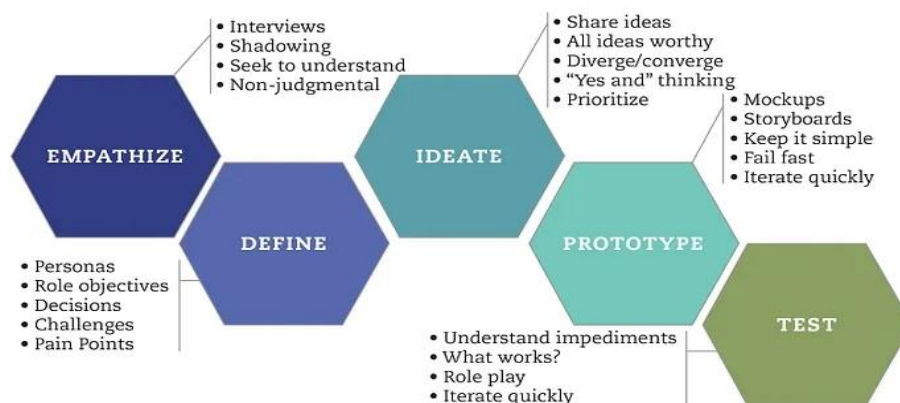 EMPATHIZE
• Interviews
• Shadowing
• Seek to understand
• Non-judgmental
DEFINE
• Personas
• Role objectives
• Decisions
• Challenges
• Pain Points
IDEATE
• Share ideas
• All ideas worthy
• Diverge/converge
• “Yes and” thinking
• Prioritize
PROTOTYPE
• Mockups
• Storyboards
• Keep it simple
• Fail fast
• Iterate quickly
TEST
• Understand impediments
• What works?
• Role play
• Iterate quickly